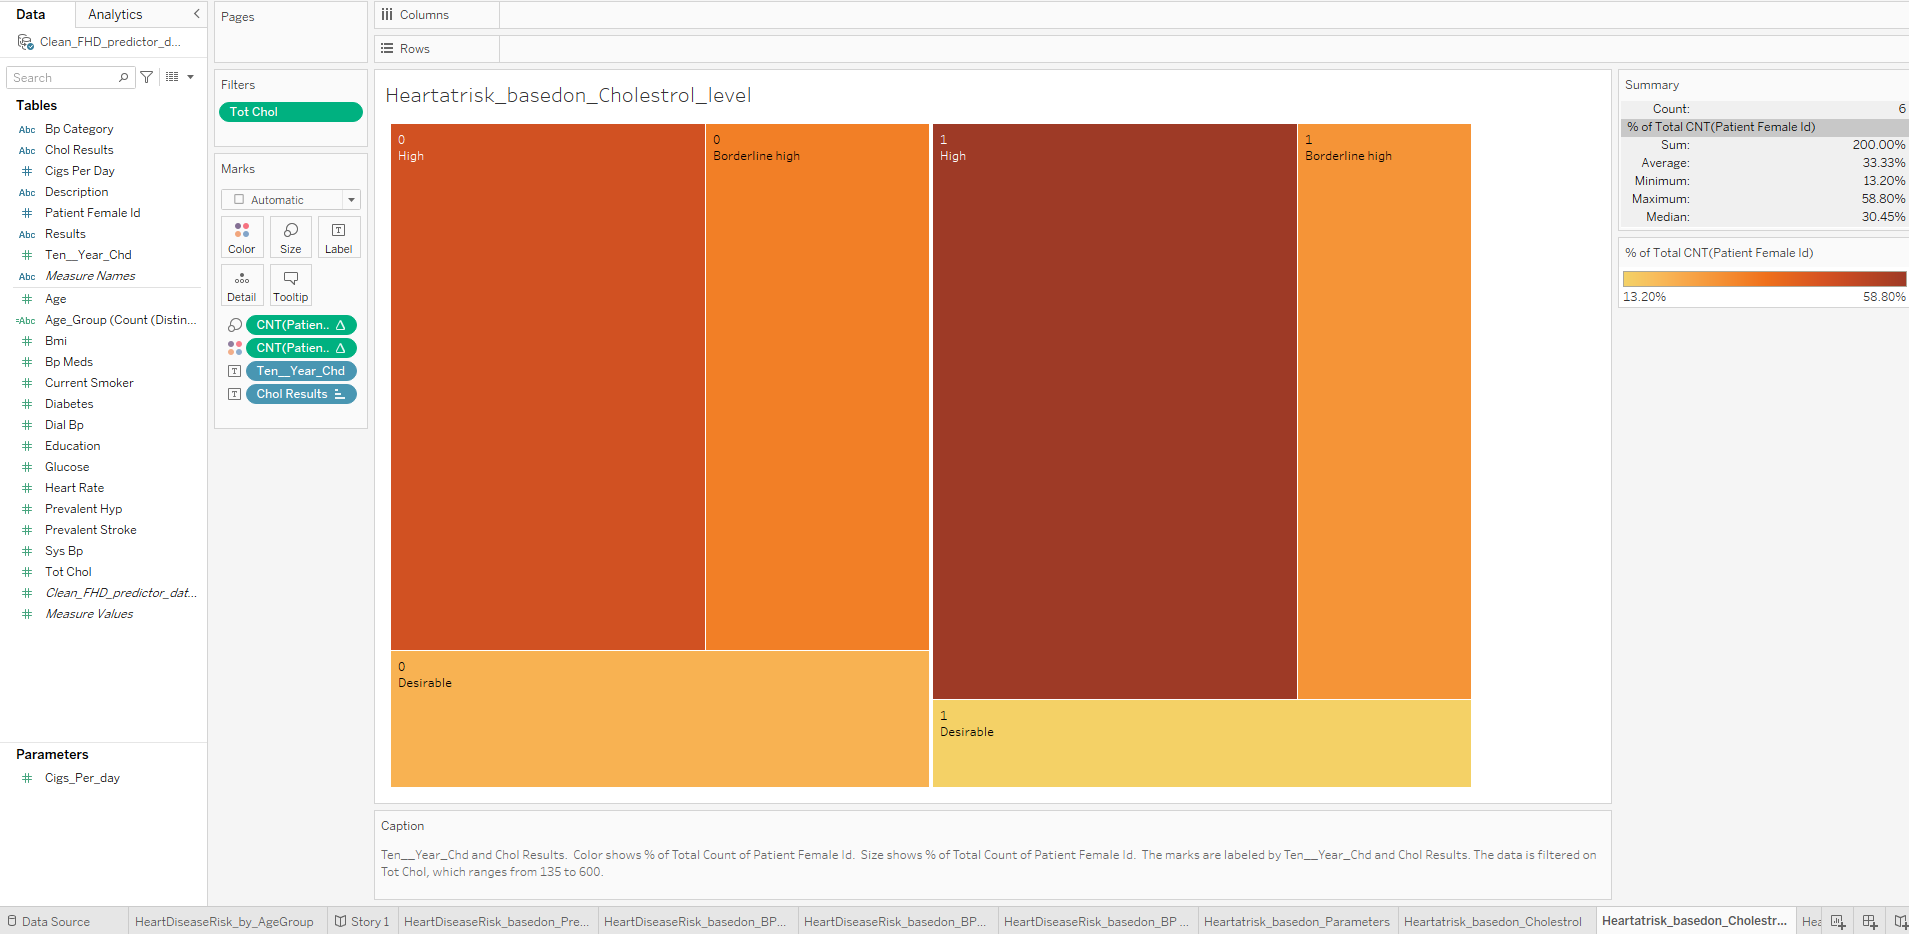 Data
Analytics
Clean_FHD_predictor_d...
Search
Tables
Abc Bp Category
Abc Chol Results
# Cigs Per Day
Abc Description
# Patient Female Id
Abc Results
# Ten__Year_Chd
Abc Measure Names
# Age
=Abc Age_Group (Count (Distin...
# Bmi
# Bp Meds
# Current Smoker
# Diabetes
# Dial Bp
# Education
# Glucose
# Heart Rate
# Prevalent Hyp
# Prevalent Stroke
# Sys Bp
# Tot Chol
# Clean_FHD_predictor_dat...
# Measure Values
Parameters
# Cigs_Per_day
Pages
Filters
Tot Chol
Marks
Automatic
Color
Size
T
Label
Detail
Tooltip
CNT(Patien.. Δ
CNT(Patien.. Δ
T Ten__Year_Chd
T Chol Results
Columns
Rows
Heartatrisk_basedon_Cholestrol_level
0
High
0
Borderline high
0
Desirable
1
High
1
Borderline high
1
Desirable
Caption
Ten__Year_Chd and Chol Results. Color shows % of Total Count of Patient Female Id. Size shows % of Total Count of Patient Female Id. The marks are labeled by Ten__Year_Chd and Chol Results. The data is filtered on
Tot Chol, which ranges from 135 to 600.
Summary
Count: 6
% of Total CNT(Patient Female Id)
Sum: 200.00%
Average: 33.33%
Minimum: 13.20%
Maximum: 58.80%
Median: 30.45%
% of Total CNT(Patient Female Id)
13.20% 58.80%
Data Source
HeartDiseaseRisk_by_AgeGroup
Story 1
HeartDiseaseRisk_basedon_Pre...
HeartDiseaseRisk_basedon_BP...
HeartDiseaseRisk_basedon_BP...
HeartDiseaseRisk_basedon_BP ...
Heartatrisk_basedon_Parameters
Heartatrisk_basedon_Cholestrol
Heartatrisk_basedon_Cholestr...
Hea